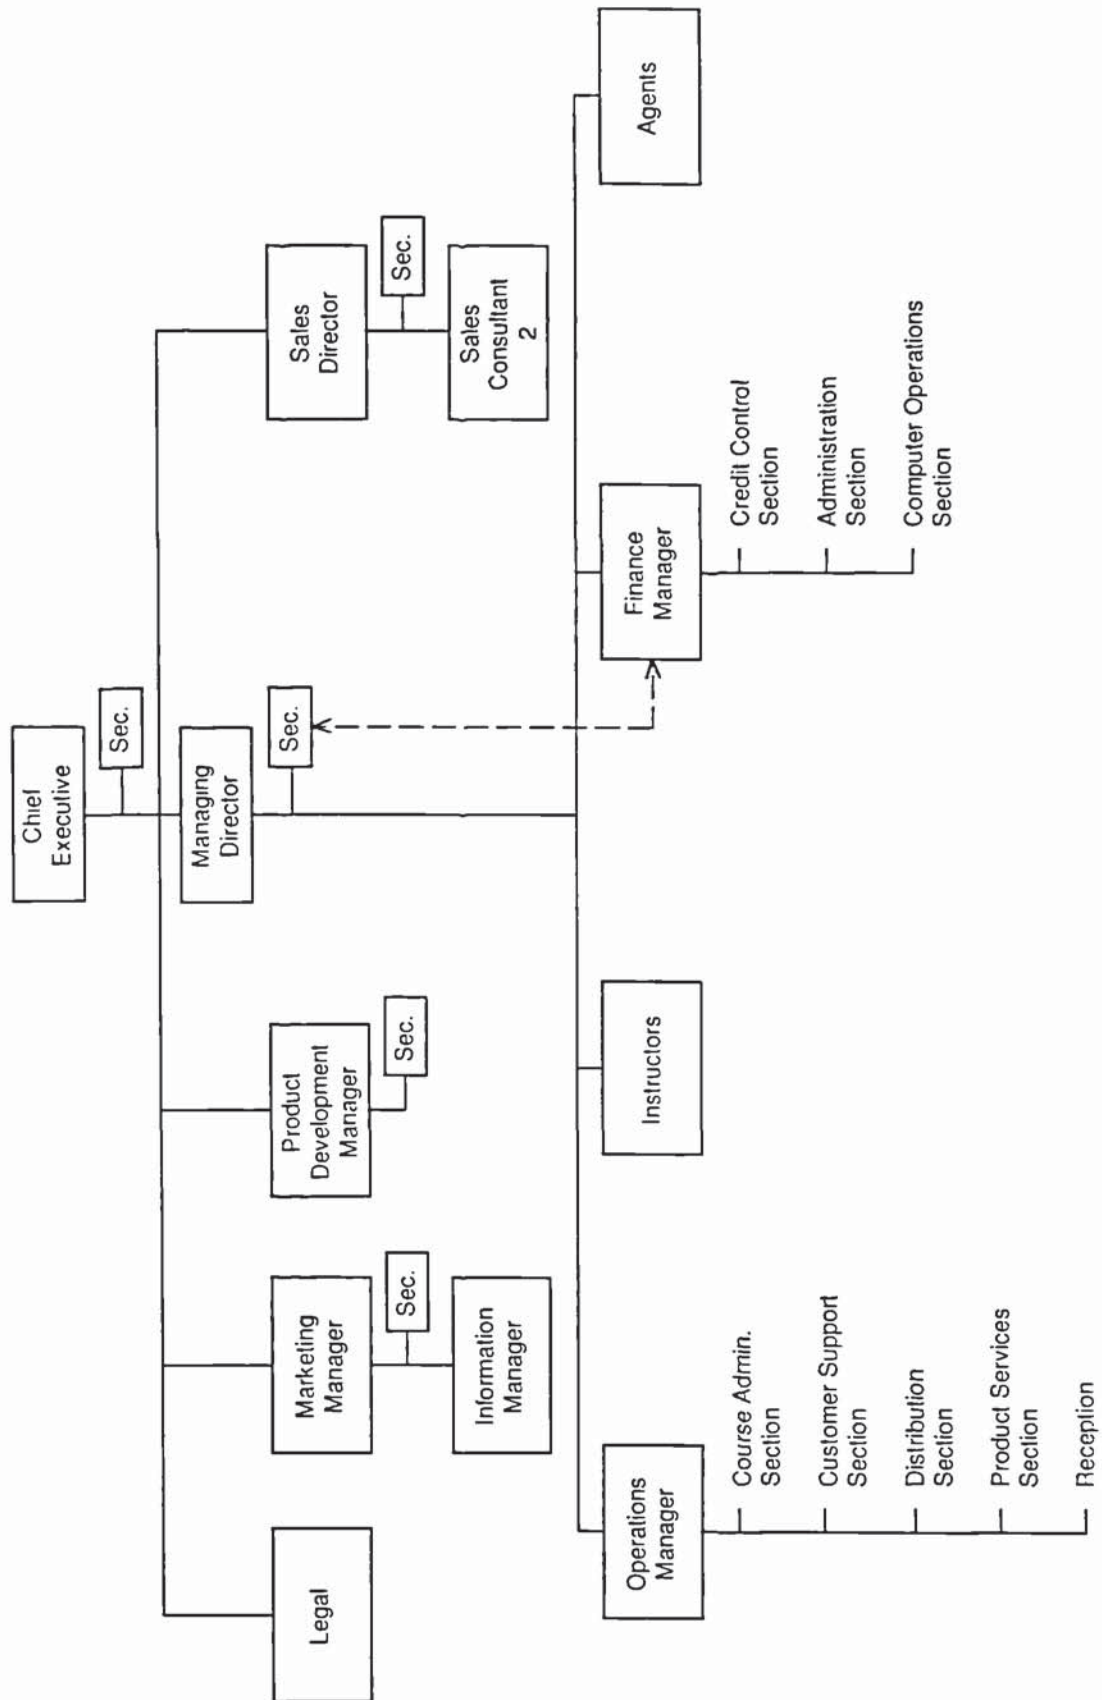 Chief
Executive
Sec.
Managing
Director
Sec.
Legal
Marketing
Manager
Sec.
Information
Manager
Product
Development
Manager
Sec.
Sales
Director
Sec.
Sales
Consultant
2
Operations
Manager
Course Admin.
Section
Customer Support
Section
Distribution
Section
Product Services
Section
Reception
Instructors
Finance
Manager
Credit Control
Section
Administration
Section
Computer Operations
Section
Agents